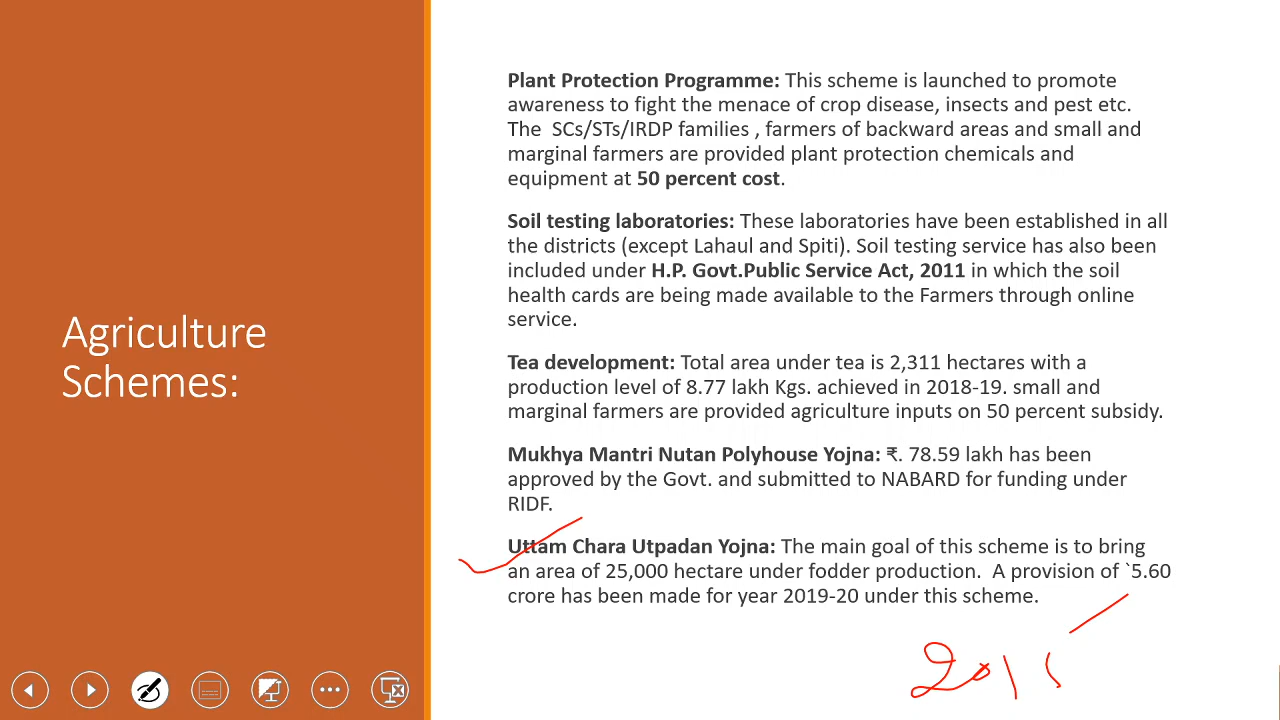 Agriculture
Schemes:
Plant Protection Programme: This scheme is launched to promote
awareness to fight the menace of crop disease, insects and pest etc.
The SCs/STs/IRDP families , farmers of backward areas and small and
marginal farmers are provided plant protection chemicals and
equipment at 50 percent cost.
Soil testing laboratories: These laboratories have been established in all
the districts (except Lahaul and Spiti). Soil testing service has also been
included under H.P. Govt.Public Service Act, 2011 in which the soil
health cards are being made available to the Farmers through online
service.
Tea development: Total area under tea is 2,311 hectares with a
production level of 8.77 lakh Kgs. achieved in 2018-19. small and
marginal farmers are provided agriculture inputs on 50 percent subsidy.
Mukhya Mantri Nutan Polyhouse Yojna: ₹. 78.59 lakh has been
approved by the Govt. and submitted to NABARD for funding under
RIDF.
Uttam Chara Utpadan Yojna: The main goal of this scheme is to bring
an area of 25,000 hectare under fodder production. A provision of `5.60
crore has been made for year 2019-20 under this scheme.